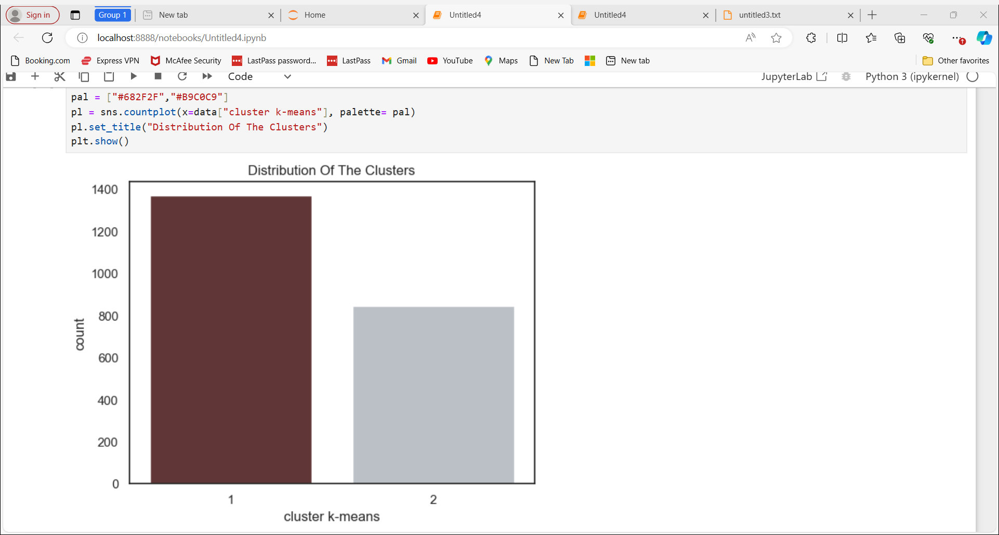 Sign in
Group 1
New tab
Home
Untitled4
Untitled4
untitled3.txt
localhost:8888/notebooks/Untitled4.ipynb
Booking.com
Express VPN
McAfee Security
LastPass password...
LastPass
Gmail
YouTube
Maps
New Tab
New tab
Other favorites
Code
JupyterLab
Python 3 (ipykernel)
pal = ["#682F2F","#B9C0C9"]
pl = sns.countplot(x=data["cluster k-means"], palette= pal)
pl.set_title("Distribution Of The Clusters")
plt.show()
Distribution Of The Clusters
1400
1200
1000
800
600
400
200
0
count
1
2
cluster k-means